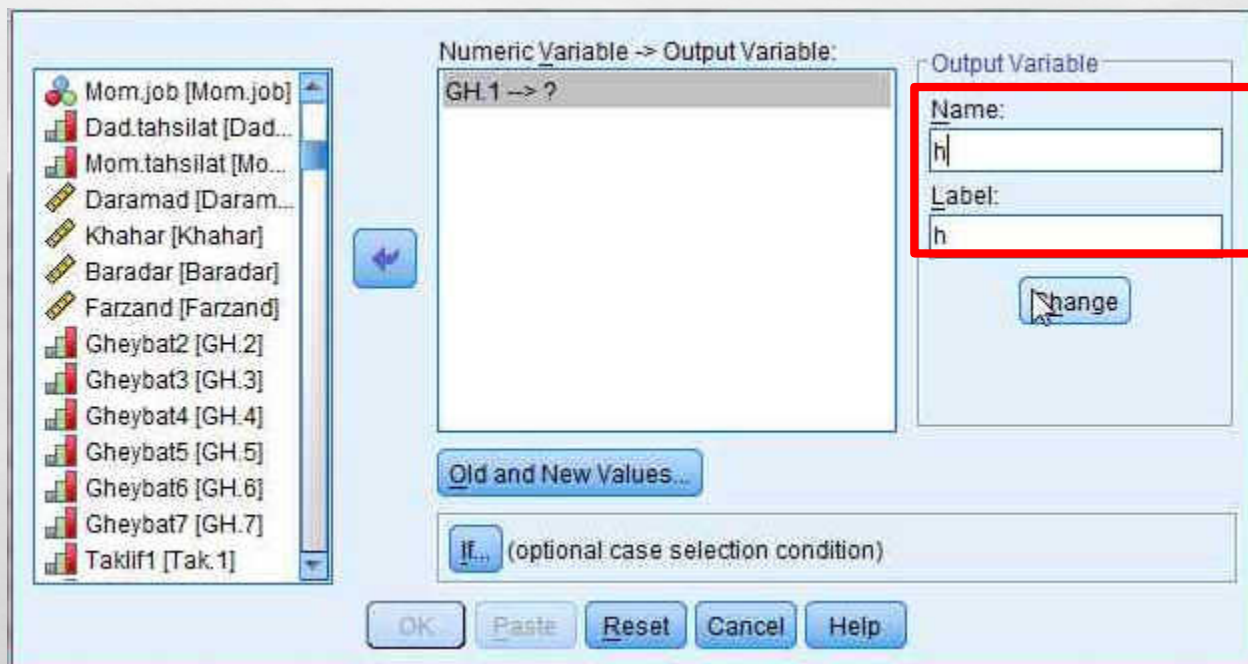 Mom.job [Mom.job]
Dad.tahsilat [Dad...
Mom.tahsilat [Mo...
Daramad [Daram...
Khahar [Khahar]
Baradar [Baradar]
Farzand [Farzand]
Gheybat2 [GH.2]
Gheybat3 [GH.3]
Gheybat4 [GH.4]
Gheybat5 [GH.5]
Gheybat6 [GH.6]
Gheybat7 [GH.7]
Taklif1 [Tak.1]
Numeric Variable -> Output Variable:
GH.1 --> ?
Old and New Values...
If... (optional case selection condition)
Output Variable
Name:
h
Label:
h
Change
OK Paste Reset Cancel Help